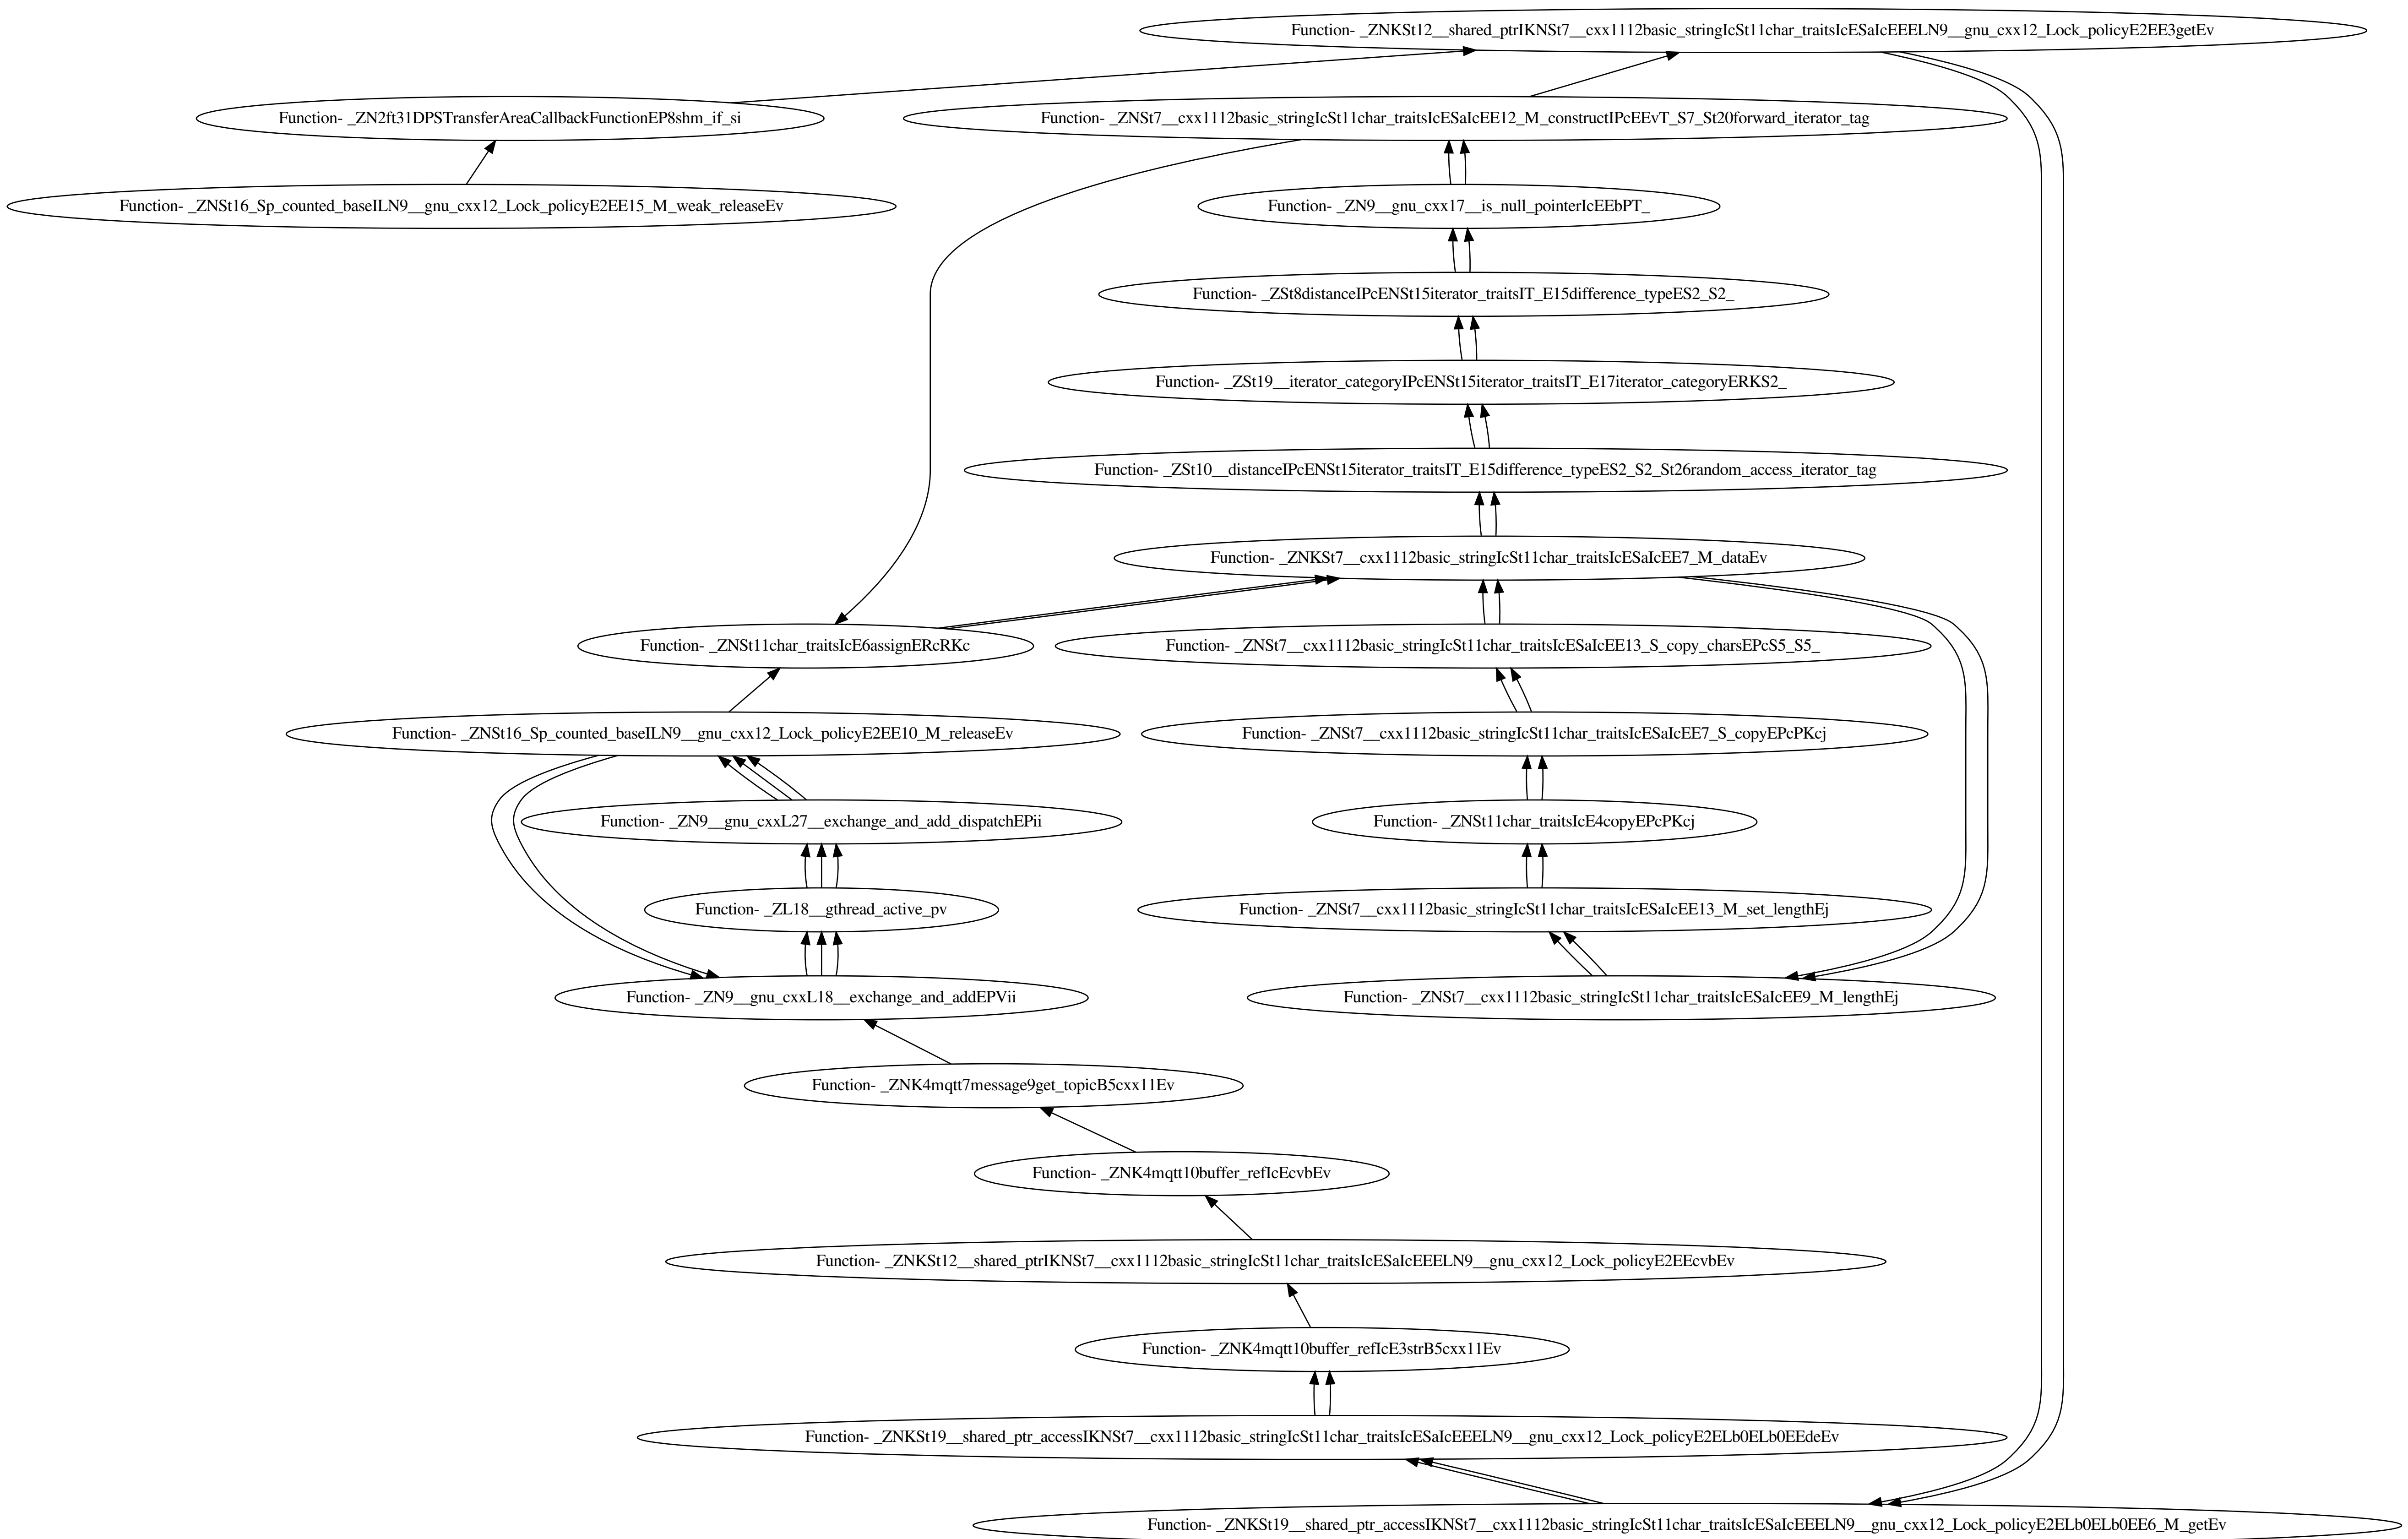 Function- _ZNKSt12__shared_ptrIKNSt7__cxx1112basic_stringIcSt11char_traitsIcESaIcEEELN9__gnu_cxx12_Lock_policyE2EE3getEv
Function- _ZN2ft31DPSTransferAreaCallbackFunctionEP8shm_if_si
Function- _ZNSt7__cxx1112basic_stringIcSt11char_traitsIcESaIcEE12_M_constructIPcEEvT_S7_St20forward_iterator_tag
Function- _ZNSt16_Sp_counted_baseILN9__gnu_cxx12_Lock_policyE2EE15_M_weak_releaseEv
Function- _ZN9__gnu_cxx17__is_null_pointerIcEEbPT_
Function- _ZSt8distanceIPcENSt15iterator_traitsIT_E15difference_typeES2_S2_
Function- _ZSt19__iterator_categoryIPcENSt15iterator_traitsIT_E17iterator_categoryERKS2_
Function- _ZSt10__distanceIPcENSt15iterator_traitsIT_E15difference_typeES2_S2_St26random_access_iterator_tag
Function- _ZNKSt7__cxx1112basic_stringIcSt11char_traitsIcESaIcEE7_M_dataEv
Function- _ZNSt11char_traitsIcE6assignERcRKc
Function- _ZNSt7__cxx1112basic_stringIcSt11char_traitsIcESaIcEE13_S_copy_charsEPcS5_S5_
Function- _ZNSt16_Sp_counted_baseILN9__gnu_cxx12_Lock_policyE2EE10_M_releaseEv
Function- _ZNSt7__cxx1112basic_stringIcSt11char_traitsIcESaIcEE7_S_copyEPcPKcj
Function- _ZN9__gnu_cxxL27__exchange_and_add_dispatchEPii
Function- _ZNSt11char_traitsIcE4copyEPcPKcj
Function- _ZL18__gthread_active_pv
Function- _ZNSt7__cxx1112basic_stringIcSt11char_traitsIcESaIcEE13_M_set_lengthEj
Function- _ZN9__gnu_cxxL18__exchange_and_addEPVii
Function- _ZNSt7__cxx1112basic_stringIcSt11char_traitsIcESaIcEE9_M_lengthEj
Function- _ZNK4mqtt7message9get_topicB5cxx11Ev
Function- _ZNK4mqtt10buffer_refIcEcvbEv
Function- _ZNKSt12__shared_ptrIKNSt7__cxx1112basic_stringIcSt11char_traitsIcESaIcEEELN9__gnu_cxx12_Lock_policyE2EEcvbEv
Function- _ZNK4mqtt10buffer_refIcE3strB5cxx11Ev
Function- _ZNKSt19__shared_ptr_accessIKNSt7__cxx1112basic_stringIcSt11char_traitsIcESaIcEEELN9__gnu_cxx12_Lock_policyE2ELb0ELb0EEdeEv
Function- _ZNKSt19__shared_ptr_accessIKNSt7__cxx1112basic_stringIcSt11char_traitsIcESaIcEEELN9__gnu_cxx12_Lock_policyE2ELb0ELb0EE6_M_getEv